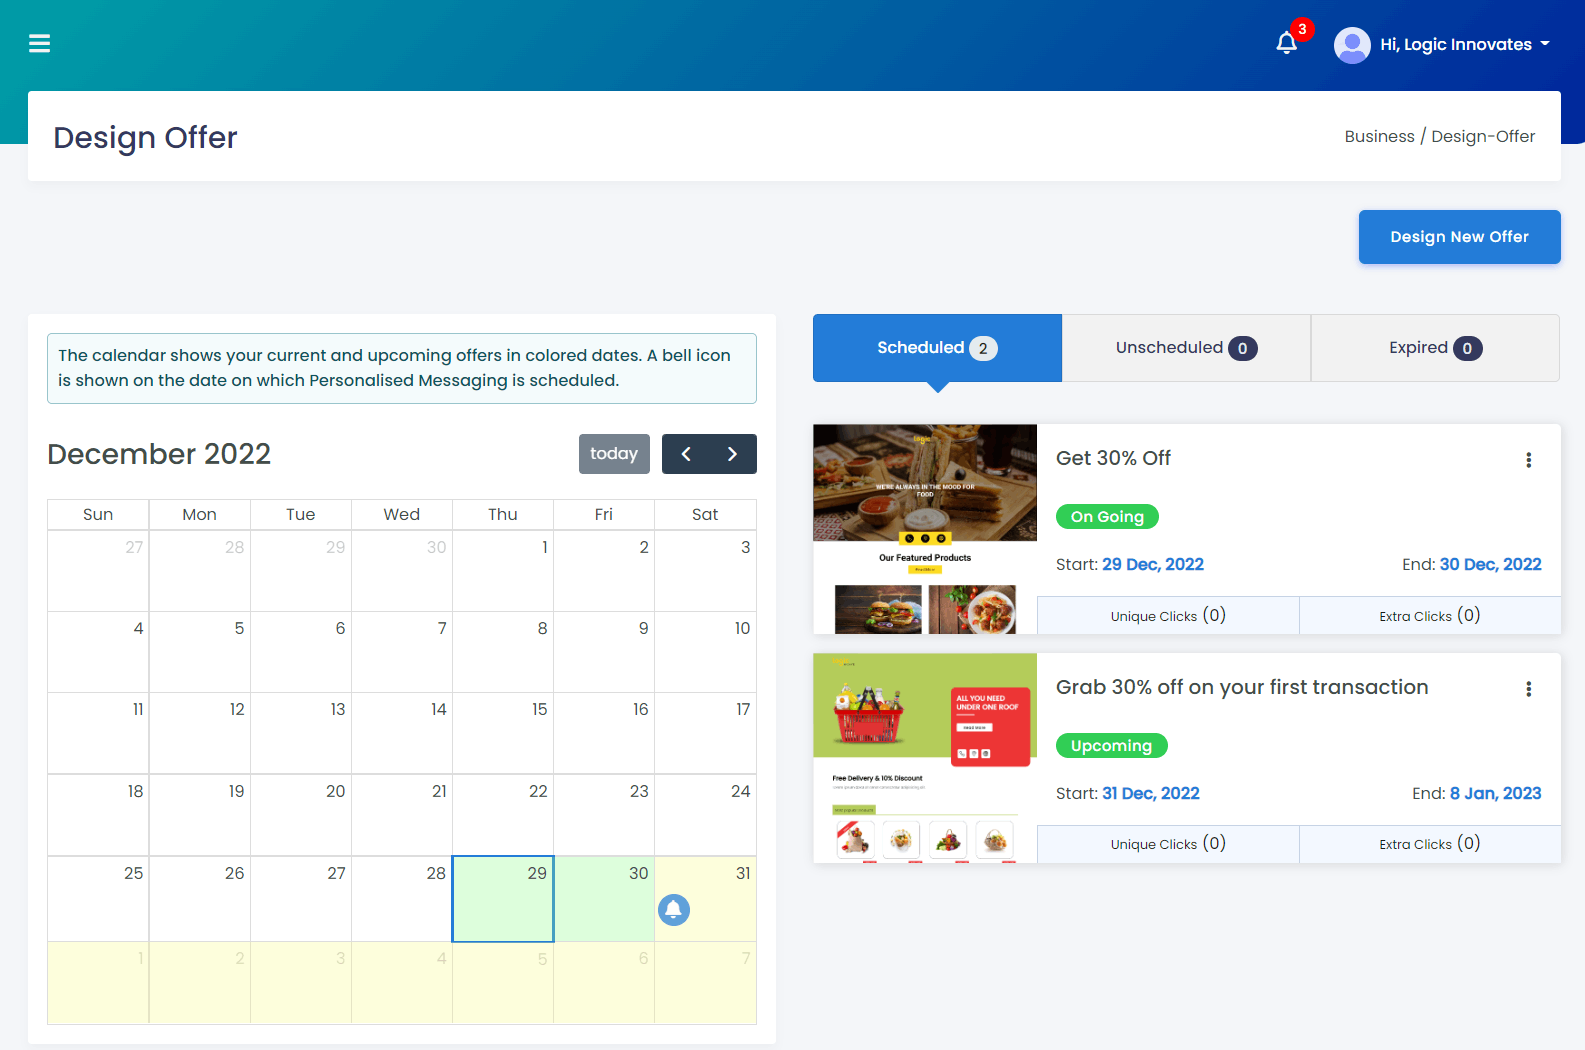 3
Hi, Logic Innovates
Design Offer
Business / Design-Offer
Design New Offer
The calendar shows your current and upcoming offers in colored dates. A bell icon
is shown on the date on which Personalised Messaging is scheduled.
December 2022
today
Sun Mon Tue Wed Thu Fri Sat
27 28 29 30 1 2 3
4 5 6 7 8 9 10
11 12 13 14 15 16 17
18 19 20 21 22 23 24
25 26 27 28 29 30 31
1 2 3 4 5 6 7
Scheduled 2
Unscheduled 0
Expired 0
Logic
WE'RE ALWAYS IN THE MOOD FOR
FOOD
Our Featured Products
Get 30% Off
On Going
Start: 29 Dec, 2022
End: 30 Dec, 2022
Unique Clicks (0)
Extra Clicks (0)
ALL YOU NEED
UNDER ONE ROOF
READ MORE
Free Delivery & 10% Discount
Grab 30% off on your first transaction
Upcoming
Start: 31 Dec, 2022
End: 8 Jan, 2023
Unique Clicks (0)
Extra Clicks (0)